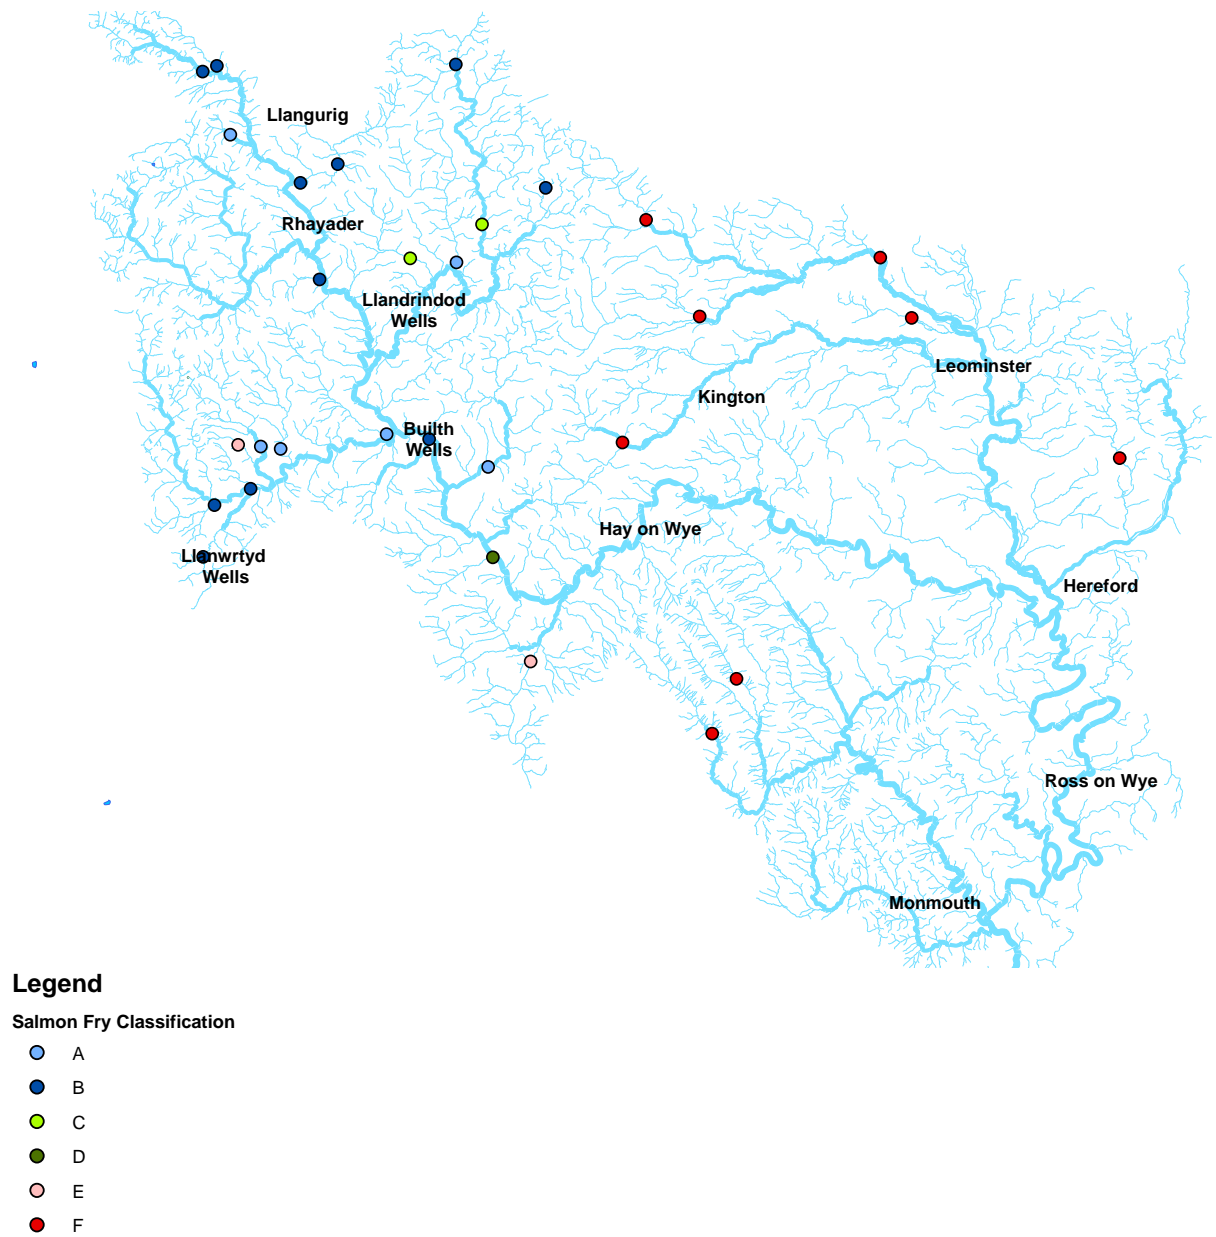 Llangurig
Rhayader
Llandrindod
Wells
Leominster
Kington
Builth
Wells
Hay on Wye
Llanwrtyd
Wells
Hereford
Ross on Wye
Monmouth
Legend
Salmon Fry Classification
A
B
C
D
E
F